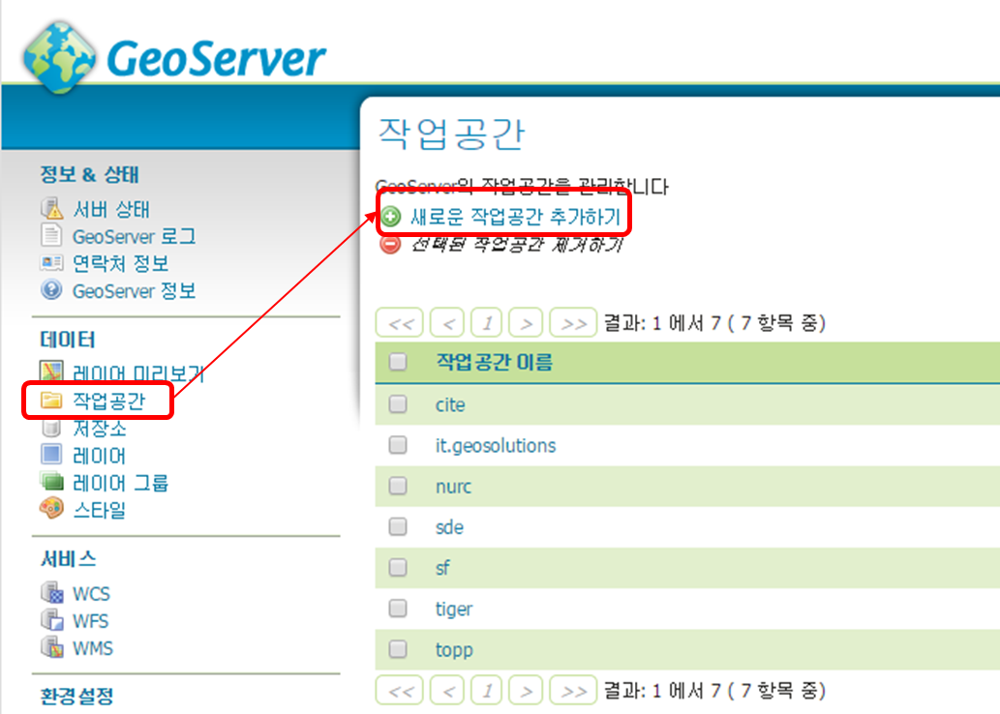 GeoServer
정보 & 상태
서버 상태
GeoServer 로그
연락처 정보
GeoServer 정보
데이터
레이어 미리보기
작업공간
저장소
레이어
레이어 그룹
스타일
서비스
WCS
WFS
WMS
환경설정
작업공간
GeoServer의 작업공간을 관리합니다
새로운 작업공간 추가하기
선택된 작업공간 제거하기
<< < 1 > >> 결과: 1 에서 7 ( 7 항목 중)
작업공간 이름
cite
it.geosolutions
nurc
sde
sf
tiger
topp
<< < 1 > >> 결과: 1 에서 7 ( 7 항목 중)